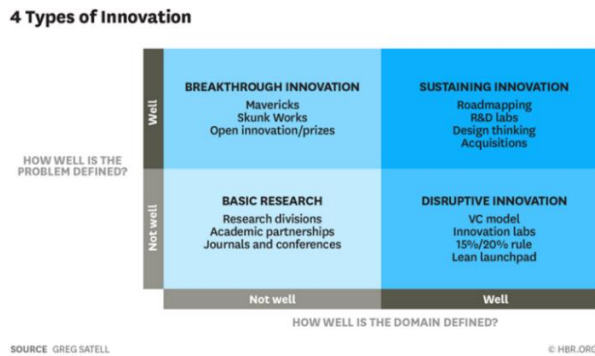 4 Types of Innovation
HOW WELL IS THE
PROBLEM DEFINED?
Well
BREAKTHROUGH INNOVATION
Mavericks
Skunk Works
Open innovation/prizes
SUSTAINING INNOVATION
Roadmapping
R&D labs
Design thinking
Acquisitions
Not well
BASIC RESEARCH
Research divisions
Academic partnerships
Journals and conferences
DISRUPTIVE INNOVATION
VC model
Innovation labs
15%/20% rule
Lean launchpad
Not well
Well
HOW WELL IS THE DOMAIN DEFINED?
SOURCE GREG SATELL
© HBR.ORG